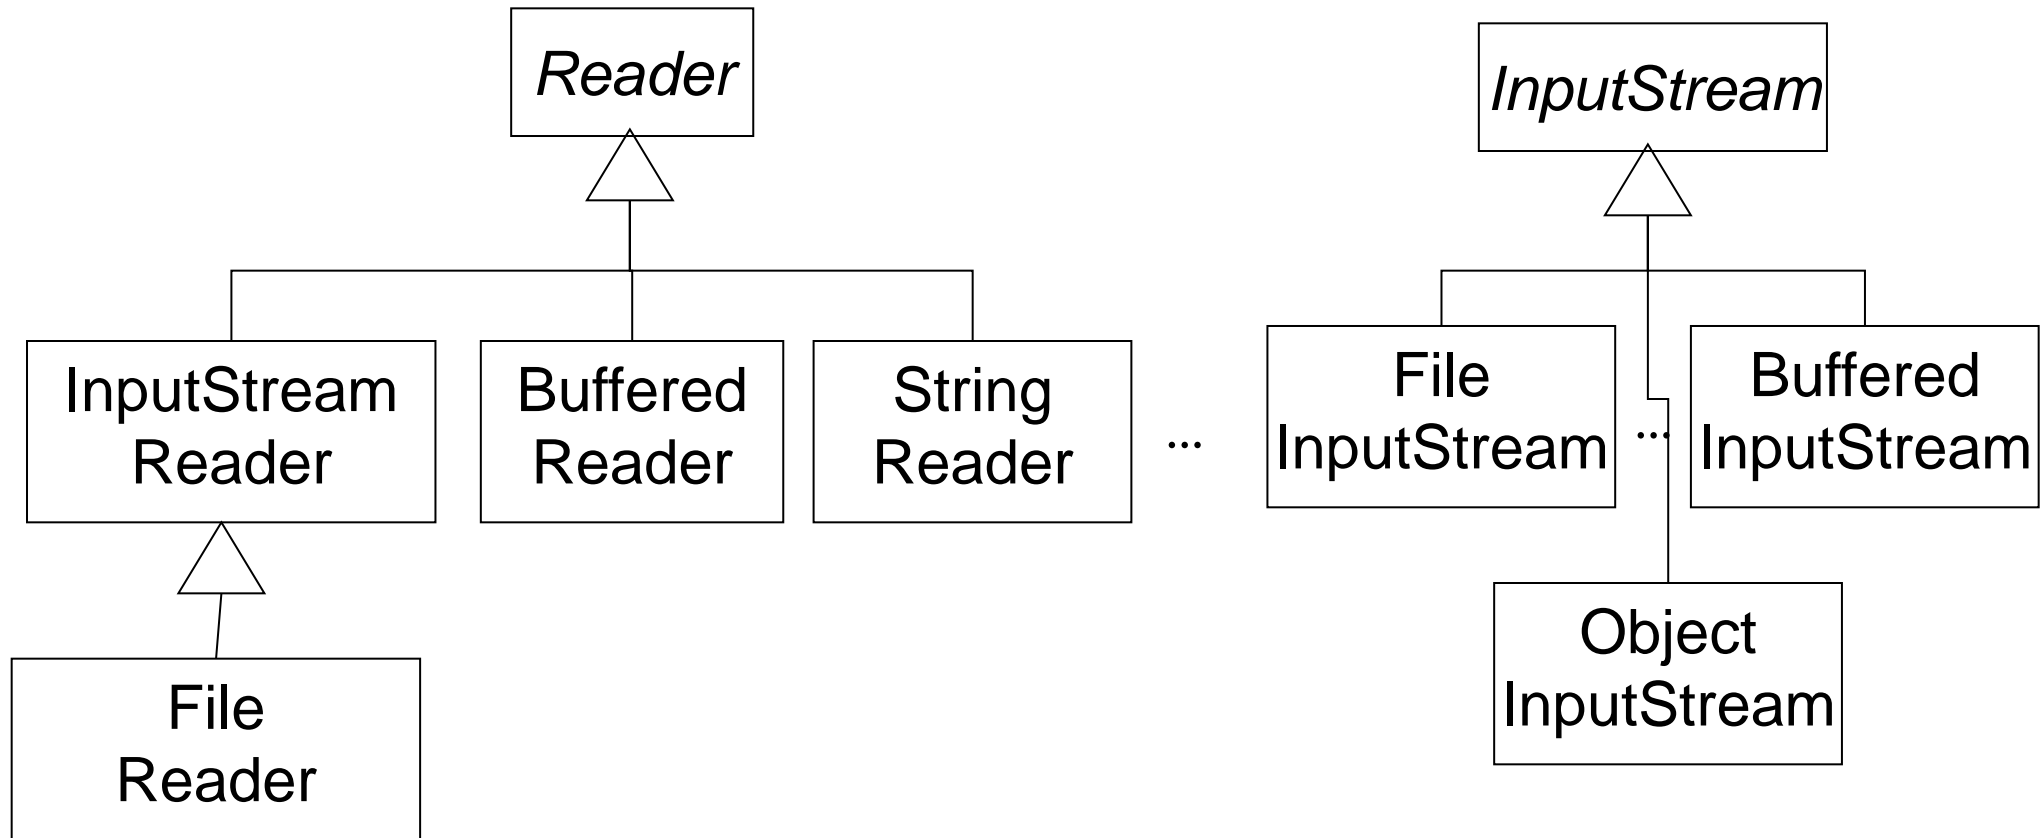 Reader
InputStream
InputStream
Reader
Buffered
Reader
String
Reader
...
File
InputStream
...
Buffered
InputStream
File
Reader
Object
InputStream